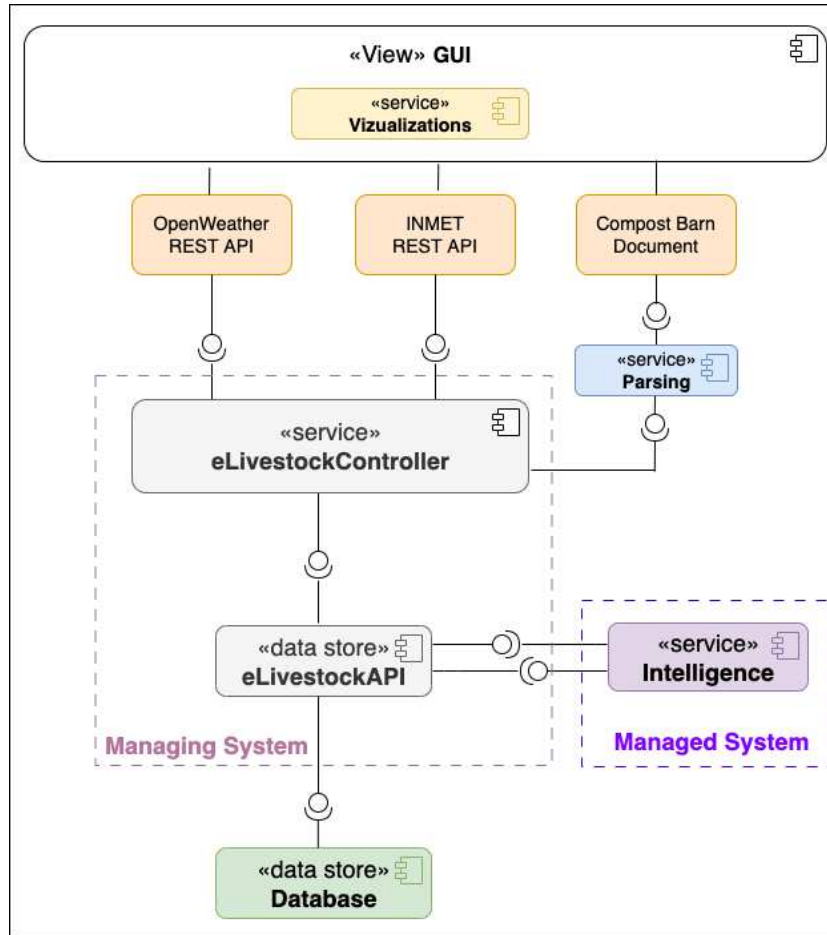 «View» GUI
«service»
Vizualizations
OpenWeather
REST API
INMET
REST API
Compost Barn
Document
«service»
Parsing
«service»
eLivestockController
«data store»
eLivestockAPI
«service»
Intelligence
Managing System
Managed System
«data store»
Database